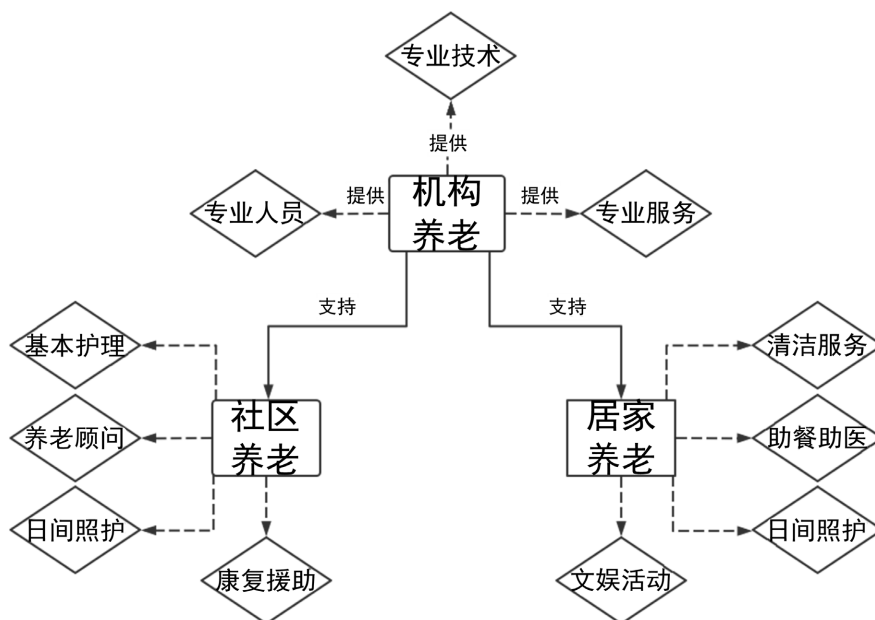 专业技术
提供
专业人员
提供
机构
养老
提供
专业服务
支持
支持
基本护理
养老顾问
日间照护
社区
养老
康复援助
居家
养老
清洁服务
助餐助医
日间照护
文娱活动